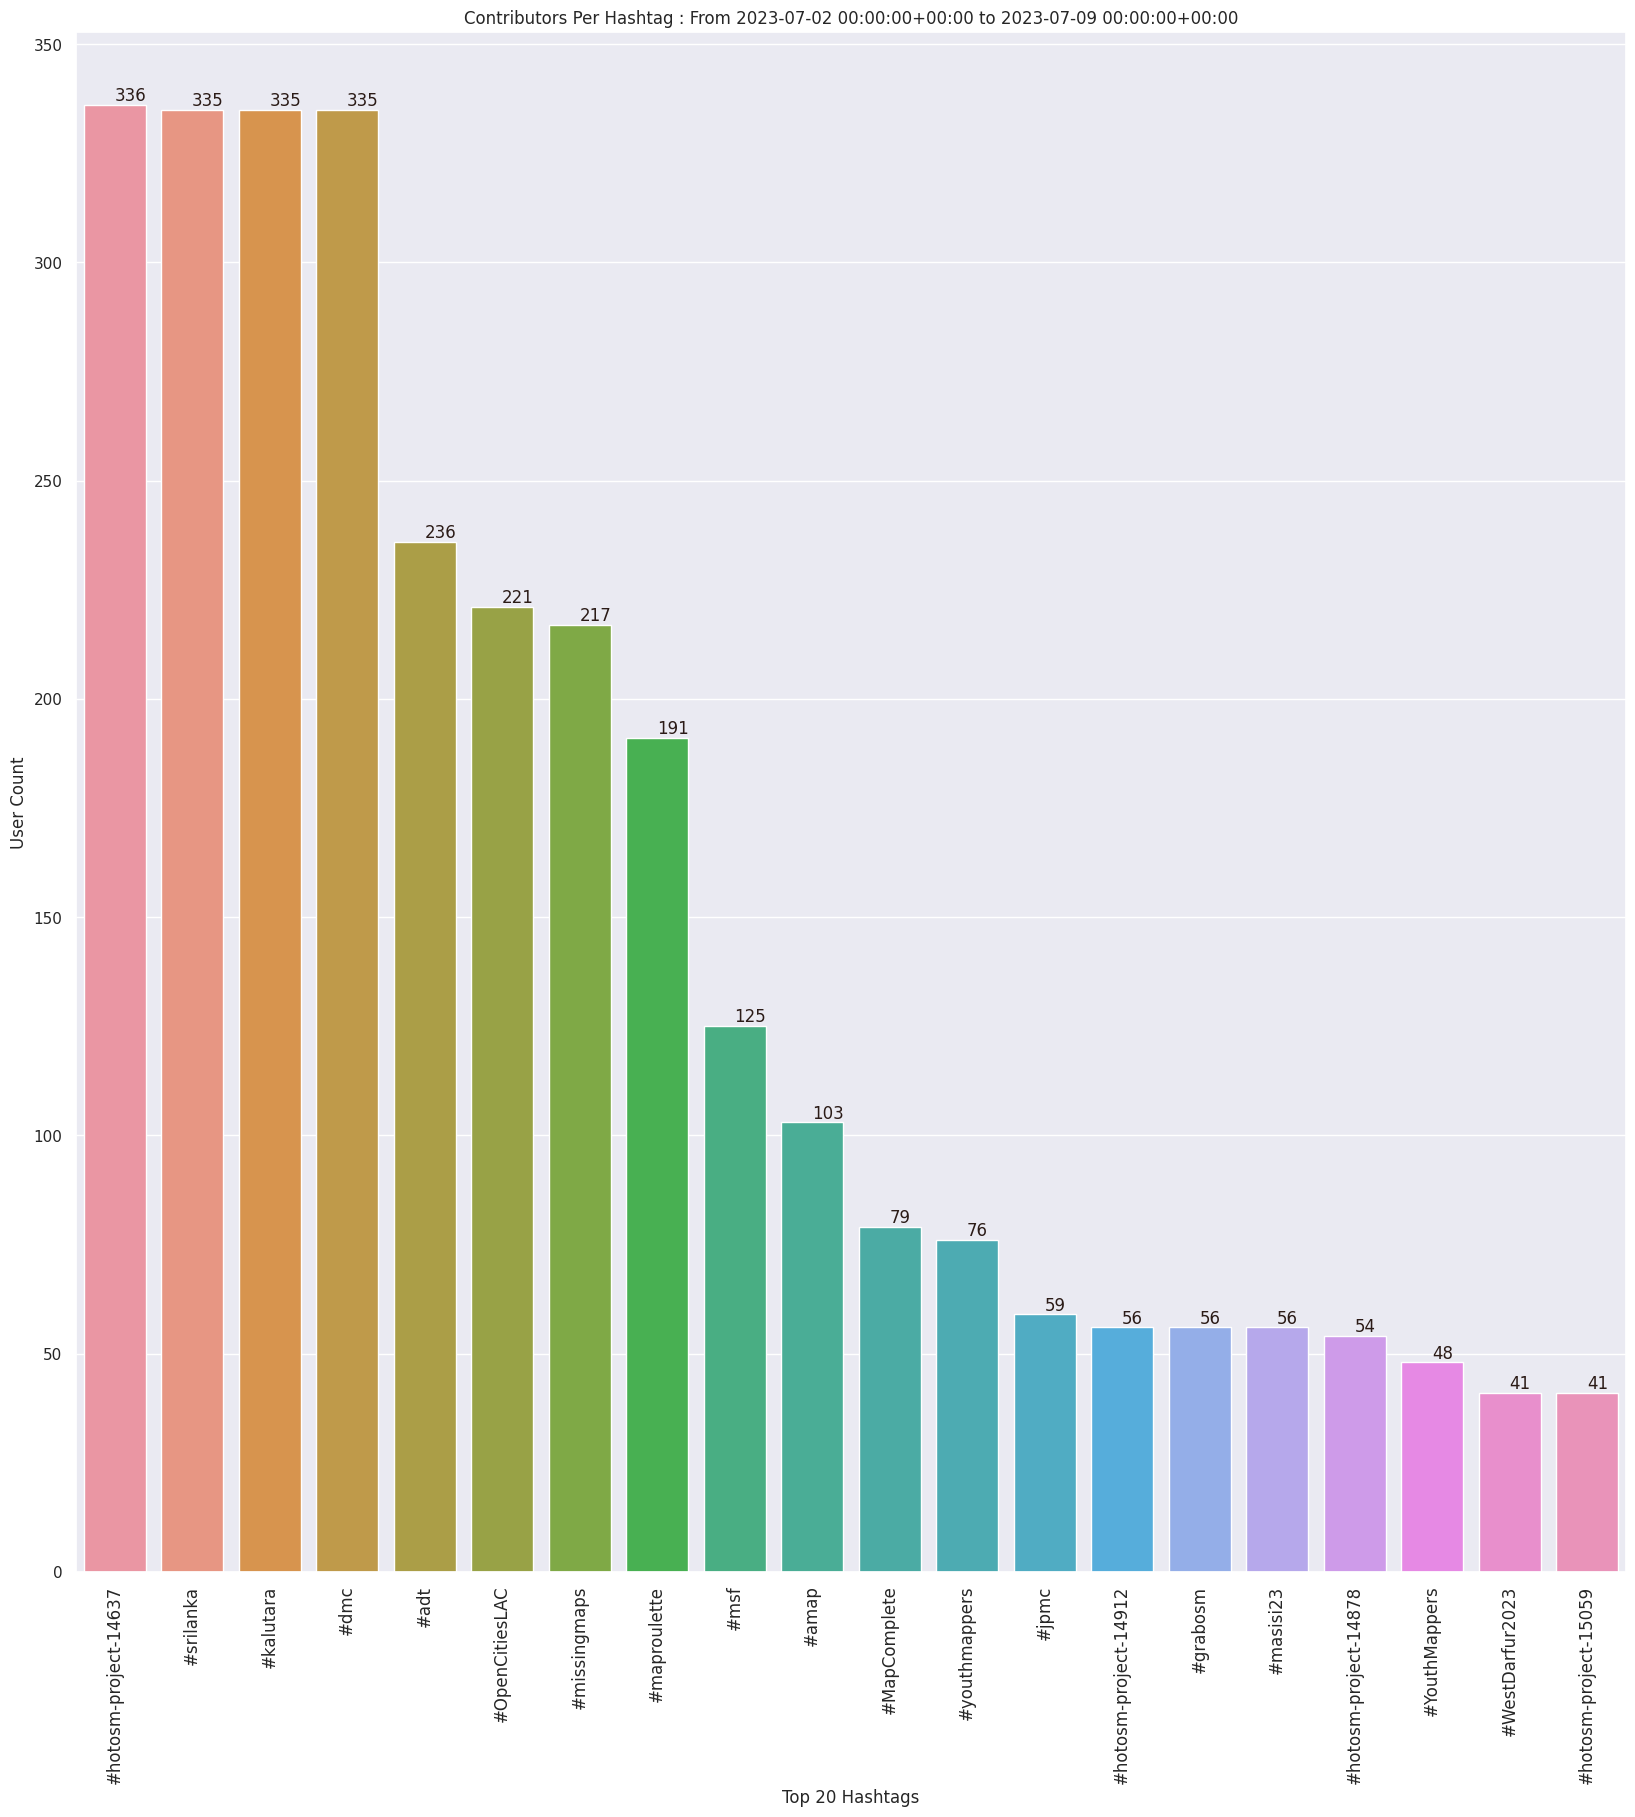 Contributors Per Hashtag : From 2023-07-02 00:00:00+00:00 to 2023-07-09 00:00:00+00:00
350
300
250
200
150
100
50
0
User Count
336
335
335
335
236
221
217
191
125
103
79
76
59
56
56
56
54
48
41
41
#hotosm-project-14637
#srilanka
#kalutara
#dmc
#adt
#OpenCitiesLAC
#missingmaps
#maproulette
#msf
#amap
#MapComplete
#youthmappers
#jpmc
#hotosm-project-14912
#grabosm
#masisi23
#hotosm-project-14878
#YouthMappers
#WestDarfur2023
#hotosm-project-15059
Top 20 Hashtags